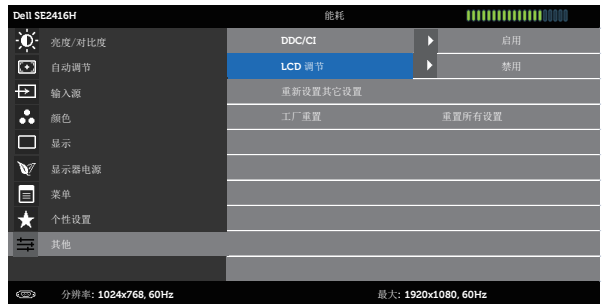 Dell SE2416H 能耗
亮度/对比度 DDC/CI 启用
自动调节 LCD 调节 禁用
输入源 重新设置其它设置
颜色 工厂重置 重置所有设置
显示
显示器电源
菜单
个性设置
其他
分辨率: 1024x768, 60Hz 最大: 1920x1080, 60Hz